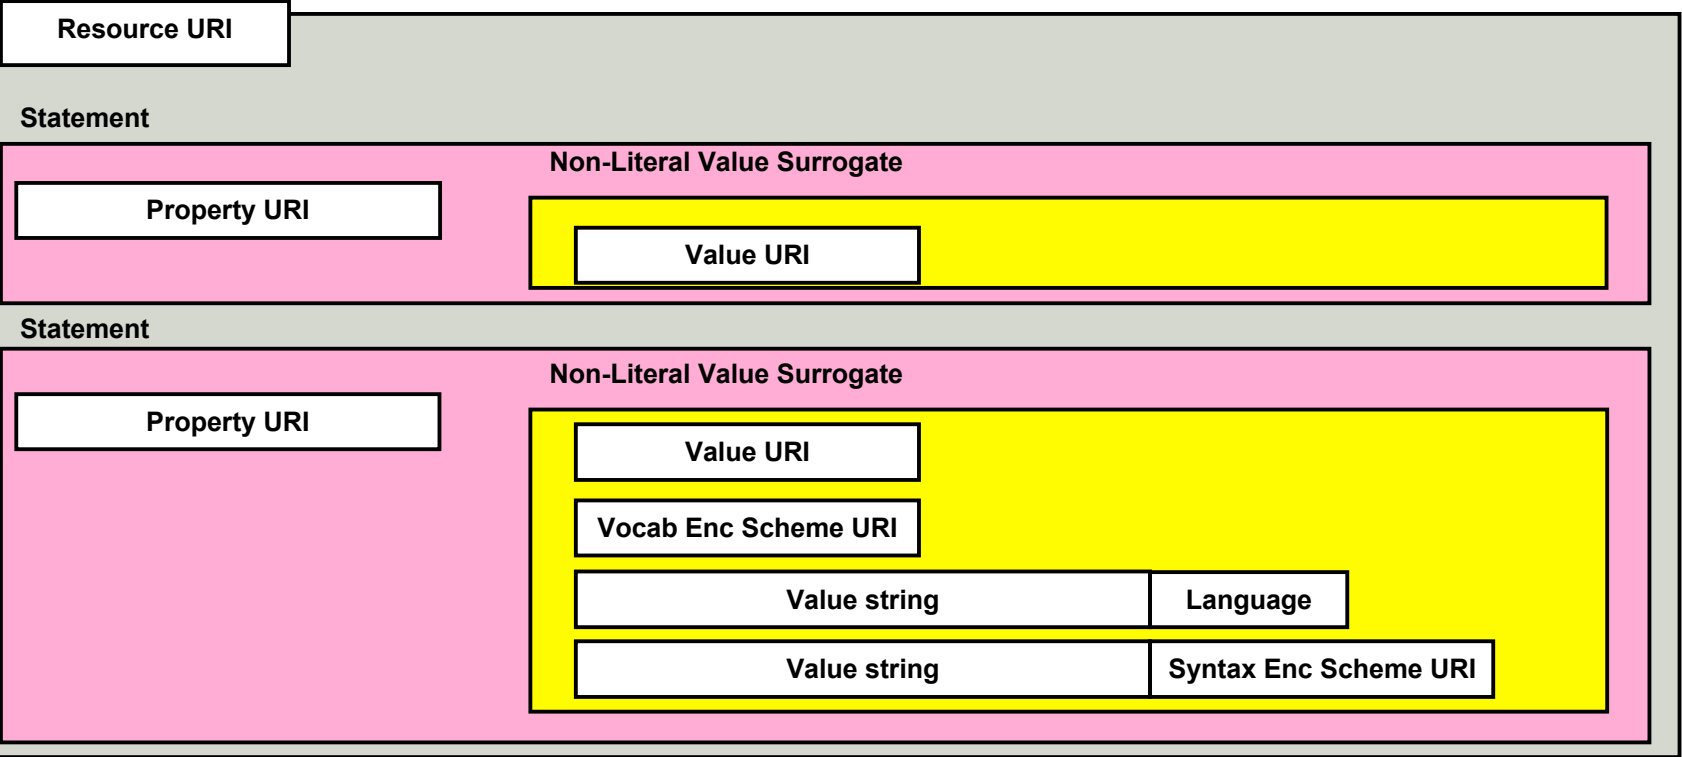 Resource URI
Statement
Non-Literal Value Surrogate
Property URI
Value URI
Statement
Non-Literal Value Surrogate
Property URI
Value URI
Vocab Enc Scheme URI
Value string Language
Value string Syntax Enc Scheme URI